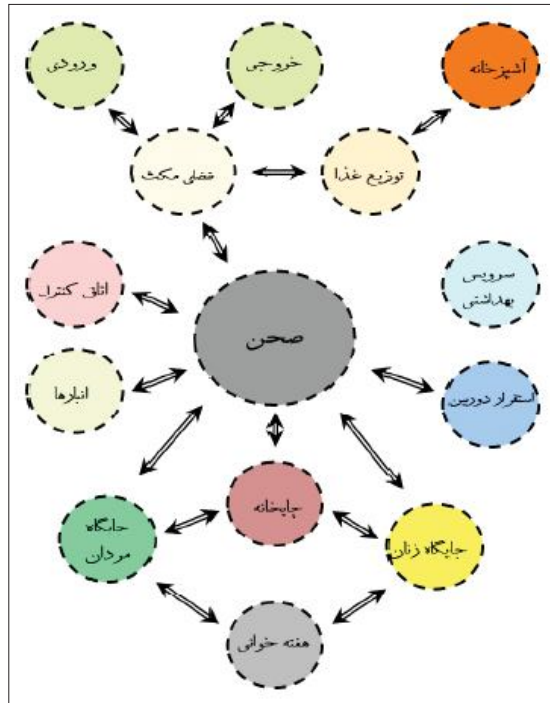 ورودی
خروجی
آشپزخانه
فضای مکث
توزیع غذا
اتاق کنترل
صحن
سرویس
بهداشتی
انبارها
استقرار دوربین
جایگاه
مردان
چاپخانه
جایگاه زنان
هفته خوانی